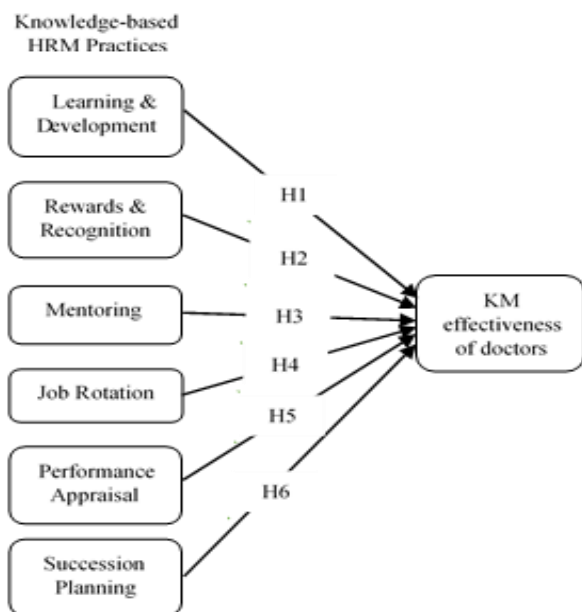 Knowledge-based
HRM Practices
Learning &
Development
H1
Rewards &
Recognition
H2
Mentoring
H3
KM
effectiveness
of doctors
Job Rotation
H4
Performance
Appraisal
H5
Succession
Planning
H6